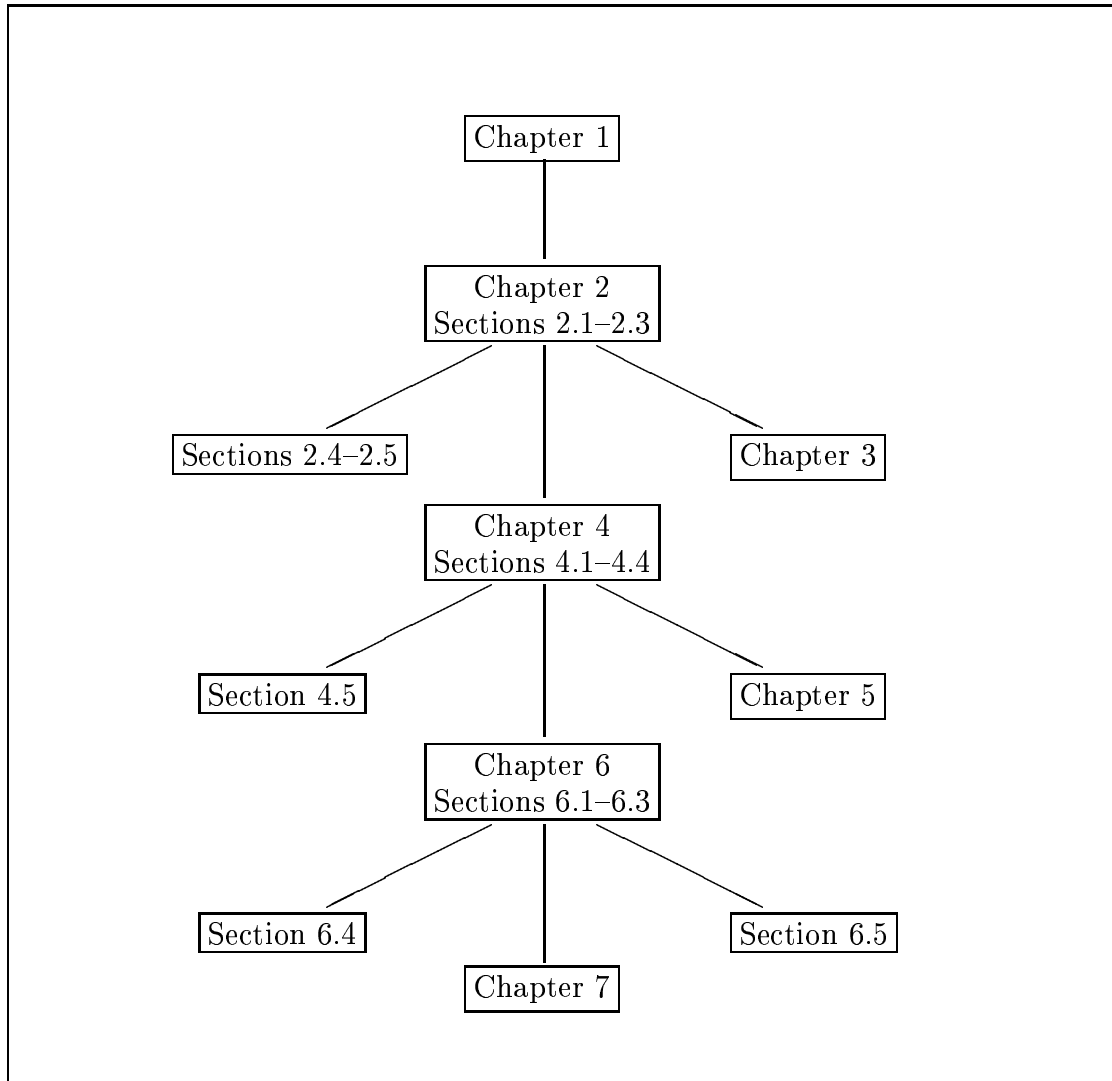 Chapter 1
Chapter 2
Sections 2.1–2.3
Sections 2.4–2.5
Chapter 3
Chapter 4
Sections 4.1–4.4
Section 4.5
Chapter 5
Chapter 6
Sections 6.1–6.3
Section 6.4
Section 6.5
Chapter 7